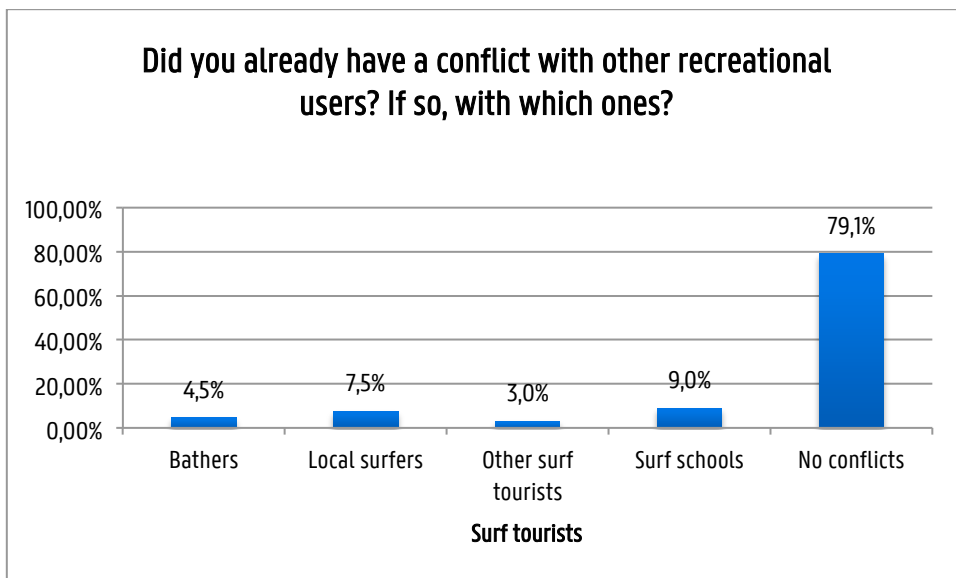 Did you already have a conflict with other recreational
users? If so, with which ones?
100,00%
80,00%
60,00%
40,00%
20,00%
0,00%
4,5%
7,5%
3,0%
9,0%
79,1%
Bathers
Local surfers
Other surf
tourists
Surf schools
No conflicts
Surf tourists